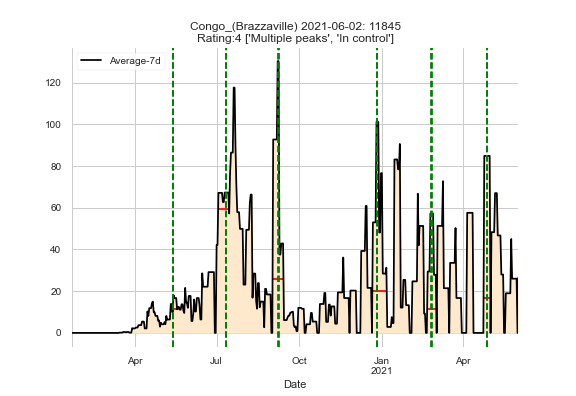 Congo_(Brazzaville) 2021-06-02: 11845
Rating:4 ['Multiple peaks', 'In control']
Average-7d
120
100
80
60
40
20
0
Apr
Jul
Oct
Jan
2021
Apr
Date